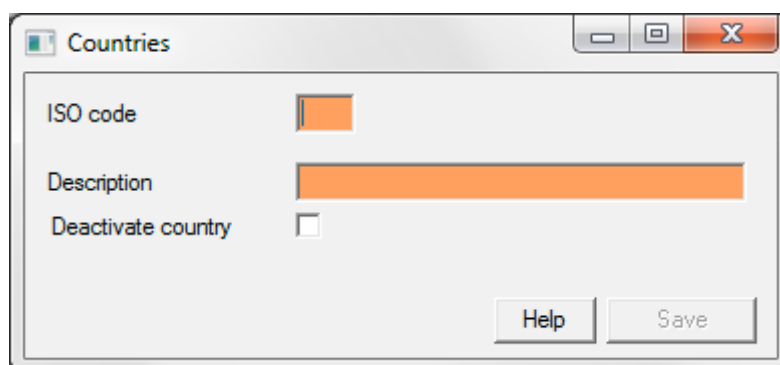 Countries
ISO code
Description
Deactivate country
Help Save